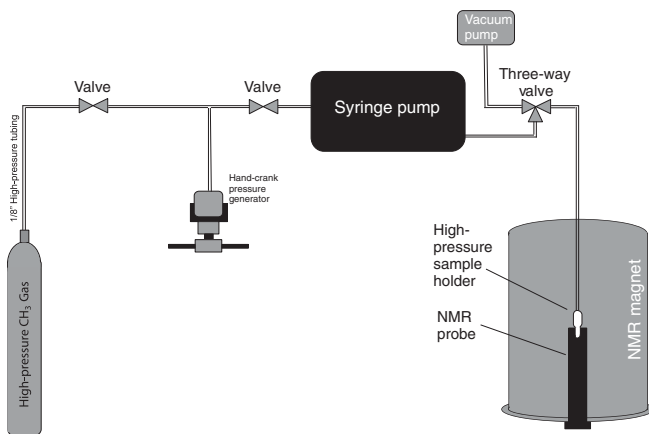 Vacuum
pump
Valve
Valve
Three-way
valve
Syringe pump
1/8" High-pressure tubing
Hand-crank
pressure
generator
High-pressure CH₃ Gas
High-
pressure
sample
holder
NMR
probe
NMR magnet